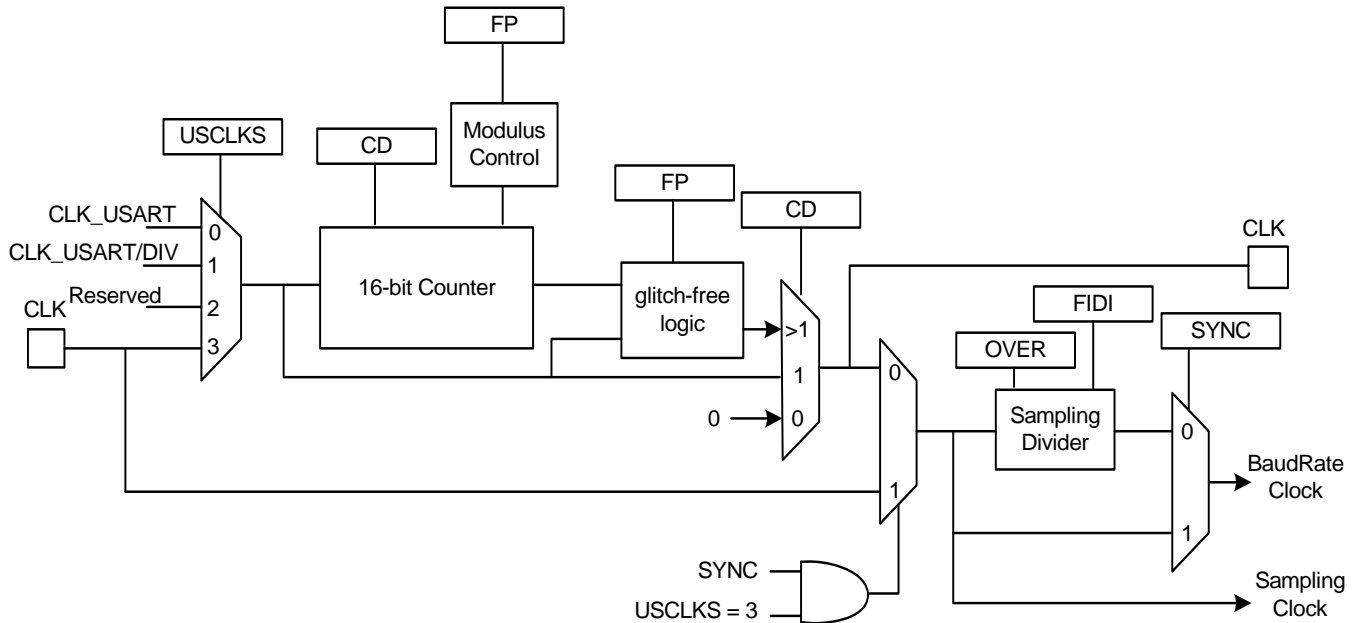 FP
Modulus
Control
USCLKS
CD
FP
CD
CLK_USART
CLK_USART/DIV
Reserved
CLK
0
1
2
3
16-bit Counter
glitch-free
logic
>1
1
0
0
CLK
FIDI
OVER
SYNC
0
1
Sampling
Divider
0
1
BaudRate
Clock
SYNC
USCLKS = 3
Sampling
Clock